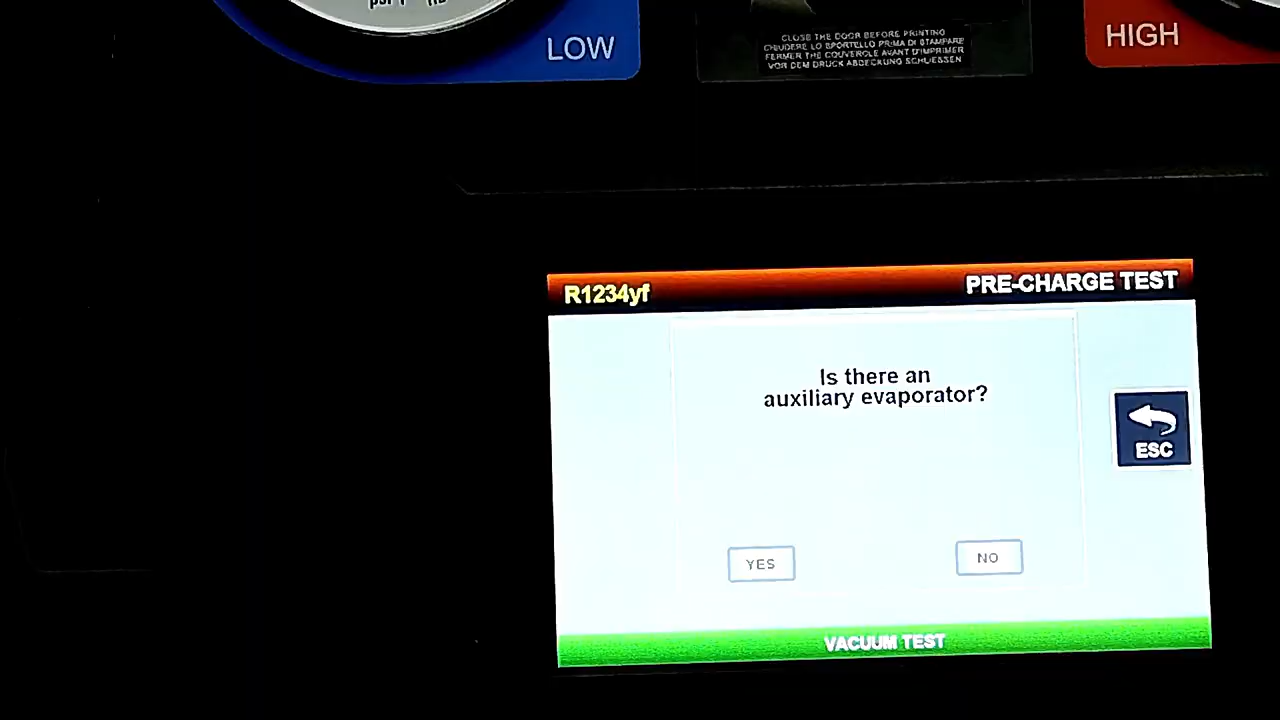 LOW
CLOSE THE DOOR BEFORE PRINTING
CHIUDERE LO SPORTELLO PRIMA DI STAMPARE
FERMER THE COUVERCLE AVANT D'IMPRIMER
VOR DEM DRUCK ABDECKUNG SCHLIESSEN
HIGH
R1234yf
PRE-CHARGE TEST
Is there an
auxiliary evaporator?
ESC
YES
NO
VACUUM TEST